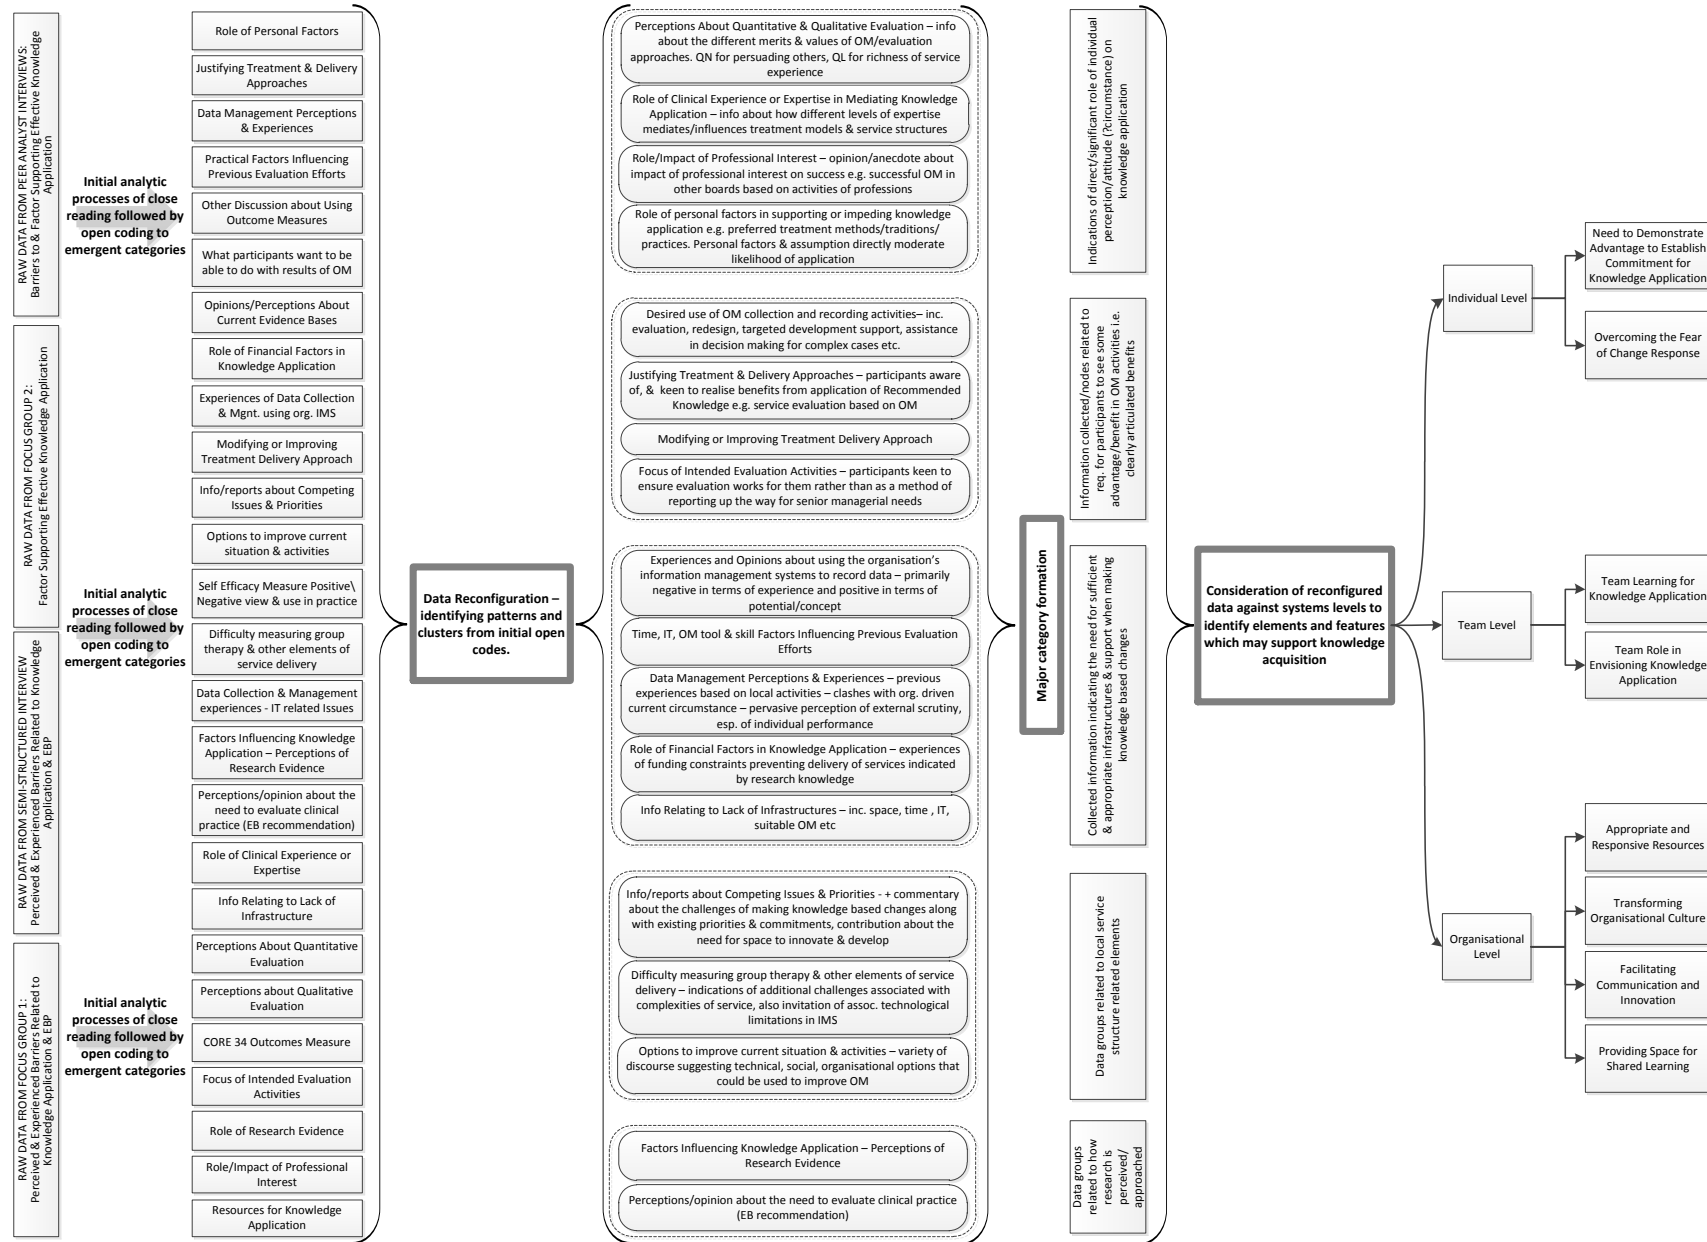 RAW DATA FROM PEER ANALYST INTERVIEWS:
Barriers to & Factor Supporting Effective Knowledge
Application
RAW DATA FROM FOCUS GROUP 2:
Factor Supporting Effective Knowledge Application
RAW DATA FROM SEMI-STRUCTURED INTERVIEW
Perceived & Experienced Barriers Related to Knowledge
Application & EBP
RAW DATA FROM FOCUS GROUP 1:
Perceived & Experienced Barriers Related to
Knowledge Application & EBP
Initial analytic
processes of close
reading followed by
open coding to
emergent categories
Initial analytic
processes of close
reading followed by
open coding to
emergent categories
Initial analytic
processes of close
reading followed by
open coding to
emergent categories
Role of Personal Factors
Justifying Treatment & Delivery
Approaches
Data Management Perceptions
& Experiences
Practical Factors Influencing
Previous Evaluation Efforts
Other Discussion about Using
Outcome Measures
What participants want to be
able to do with results of OM
Opinions/Perceptions About
Current Evidence Bases
Role of Financial Factors in
Knowledge Application
Experiences of Data Collection
& Mgnt. using org. IMS
Modifying or Improving
Treatment Delivery Approach
Info/reports about Competing
Issues & Priorities
Options to improve current
situation & activities
Self Efficacy Measure Positive\
Negative view & use in practice
Difficulty measuring group
therapy & other elements of
service delivery
Data Collection & Management
experiences - IT related Issues
Factors Influencing Knowledge
Application – Perceptions of
Research Evidence
Perceptions/opinion about the
need to evaluate clinical
practice (EB recommendation)
Role of Clinical Experience or
Expertise
Info Relating to Lack of
Infrastructure
Perceptions About Quantitative
Evaluation
Perceptions about Qualitative
Evaluation
CORE 34 Outcomes Measure
Focus of Intended Evaluation
Activities
Role of Research Evidence
Role/Impact of Professional
Interest
Resources for Knowledge
Application
Data Reconfiguration –
identifying patterns and
clusters from initial open
codes.
Perceptions About Quantitative & Qualitative Evaluation – info
about the different merits & values of OM/evaluation
approaches. QN for persuading others, QL for richness of service
experience
Role of Clinical Experience or Expertise in Mediating Knowledge
Application – info about how different levels of expertise
mediates/influences treatment models & service structures
Role/Impact of Professional Interest – opinion/anecdote about
impact of professional interest on success e.g. successful OM in
other boards based on activities of professions
Role of personal factors in supporting or impeding knowledge
application e.g. preferred treatment methods/traditions/
practices. Personal factors & assumption directly moderate
likelihood of application
Desired use of OM collection and recording activities– inc.
evaluation, redesign, targeted development support, assistance
in decision making for complex cases etc.
Justifying Treatment & Delivery Approaches – participants aware
of, & keen to realise benefits from application of Recommended
Knowledge e.g. service evaluation based on OM
Modifying or Improving Treatment Delivery Approach
Focus of Intended Evaluation Activities – participants keen to
ensure evaluation works for them rather than as a method of
reporting up the way for senior managerial needs
Experiences and Opinions about using the organisation's
information management systems to record data – primarily
negative in terms of experience and positive in terms of
potential/concept
Time, IT, OM tool & skill Factors Influencing Previous Evaluation
Efforts
Data Management Perceptions & Experiences – previous
experiences based on local activities – clashes with org. driven
current circumstance – pervasive perception of external scrutiny,
esp. of individual performance
Role of Financial Factors in Knowledge Application – experiences
of funding constraints preventing delivery of services indicated
by research knowledge
Info Relating to Lack of Infrastructures – inc. space, time , IT,
suitable OM etc
Info/reports about Competing Issues & Priorities - + commentary
about the challenges of making knowledge based changes along
with existing priorities & commitments, contribution about the
need for space to innovate & develop
Difficulty measuring group therapy & other elements of service
delivery – indications of additional challenges associated with
complexities of service, also invitation of assoc. technological
limitations in IMS
Options to improve current situation & activities – variety of
discourse suggesting technical, social, organisational options that
could be used to improve OM
Factors Influencing Knowledge Application – Perceptions of
Research Evidence
Perceptions/opinion about the need to evaluate clinical practice
(EB recommendation)
Major category formation
Indications of direct/significant role of individual
perception/attitude (?circumstance) on
knowledge application
Information collected/nodes related to
req. for participants to see some
advantage/benefit in OM activities i.e.
clearly articulated benefits
Collected information indicating the need for sufficient
& appropriate infrastructures & support when making
knowledge based changes
Data groups related to local service
structure related elements
Data groups
related to how
research is
perceived/
approached
Consideration of reconfigured
data against systems levels to
identify elements and features
which may support knowledge
acquisition
Individual Level
Need to Demonstrate
Advantage to Establish
Commitment for
Knowledge Application
Overcoming the Fear
of Change Response
Team Level
Team Learning for
Knowledge Application
Team Role in
Envisioning Knowledge
Application
Organisational
Level
Appropriate and
Responsive Resources
Transforming
Organisational Culture
Facilitating
Communication and
Innovation
Providing Space for
Shared Learning